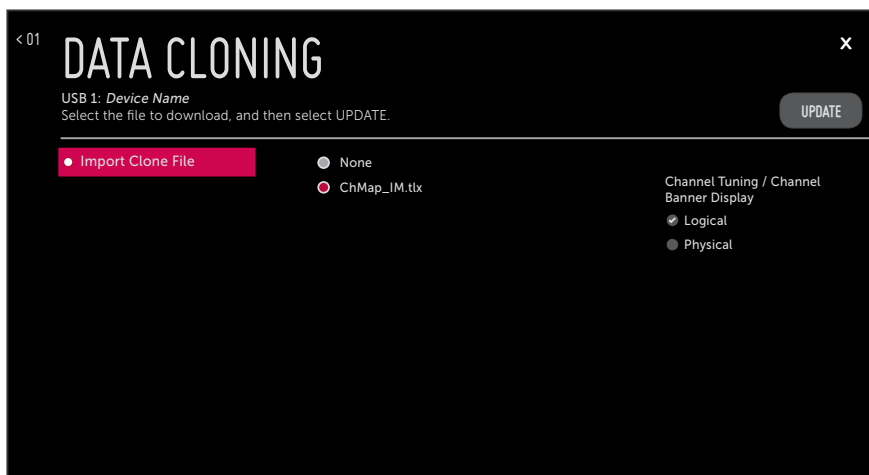 < 01
DATA CLONING
X
USB 1: Device Name
Select the file to download, and then select UPDATE.
UPDATE
Import Clone File
None
ChMap_IM.tlx
Channel Tuning / Channel
Banner Display
Logical
Physical